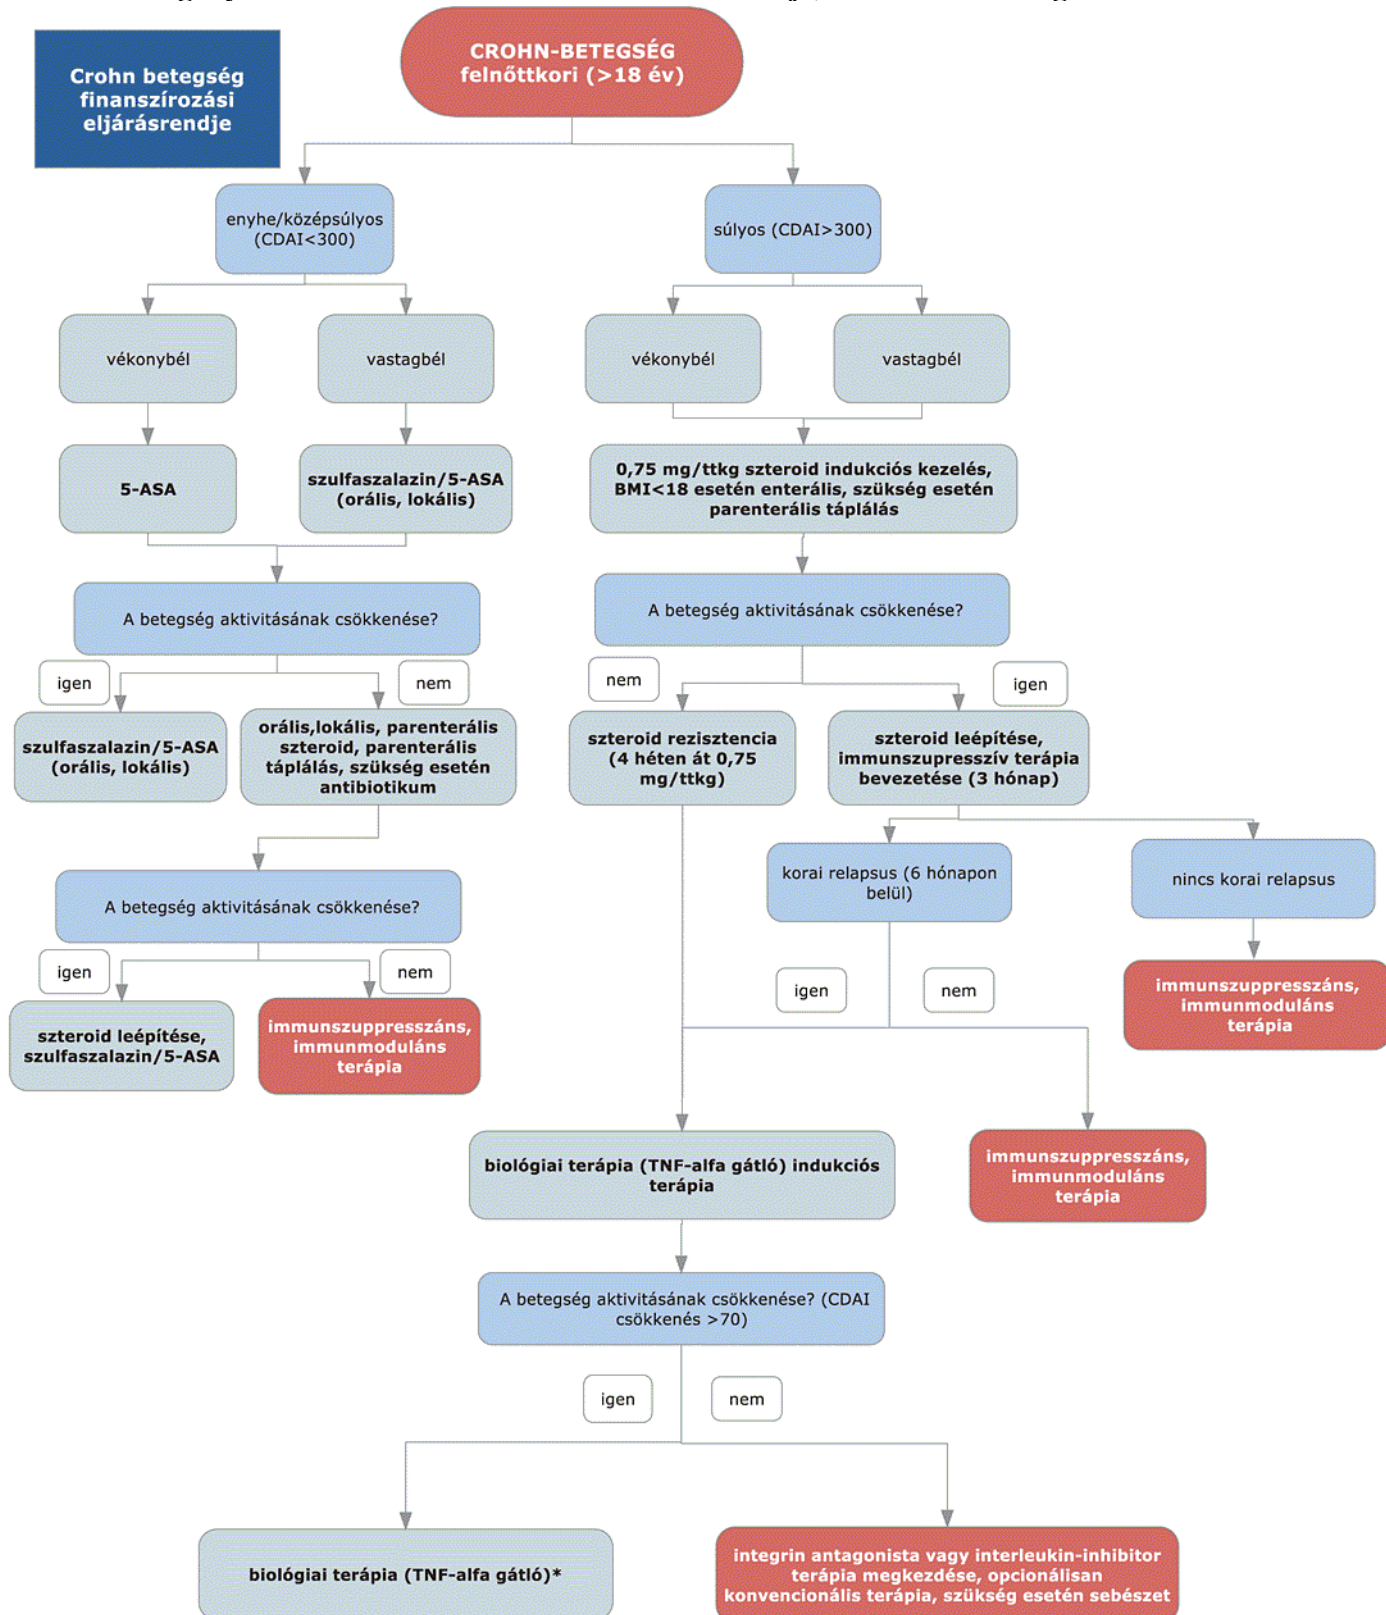 CROHN-BETEGSÉG
felnőttkori (>18 év)
Crohn betegség
finanszírozási
eljárásrendje
enyhe/középsúlyos
(CDAI<300)
súlyos (CDAI>300)
vékonybél
vastagbél
vékonybél
vastagbél
5-ASA
szulfaszalazin/5-ASA
(orális, lokális)
0,75 mg/ttkg szteroid indukciós kezelés,
BMI<18 esetén enterális, szükség esetén
parenterális táplálás
A betegség aktivitásának csökkenése?
A betegség aktivitásának csökkenése?
igen
nem
nem
igen
szulfaszalazin/5-ASA
(orális, lokális)
orális,lokális, parenterális
szteroid, parenterális
táplálás, szükség esetén
antibiotikum
szteroid rezisztencia
(4 héten át 0,75
mg/ttkg)
szteroid leépítése,
immunszupresszív terápia
bevezetése (3 hónap)
korai relapsus (6 hónapon
belül)
nincs korai relapsus
A betegség aktivitásának csökkenése?
igen
nem
igen
nem
szteroid leépítése,
szulfaszalazin/5-ASA
immunszuppresszáns,
immunmoduláns
terápia
immunszuppresszáns,
immunmoduláns
terápia
biológiai terápia (TNF-alfa gátló) indukciós
terápia
immunszuppresszáns,
immunmoduláns
terápia
A betegség aktivitásának csökkenése? (CDAI
csökkenés >70)
igen
nem
biológiai terápia (TNF-alfa gátló)*
integrin antagonista vagy interleukin-inhibitor
terápia megkezdése, opcionálisan
konvencionális terápia, szükség esetén sebészet